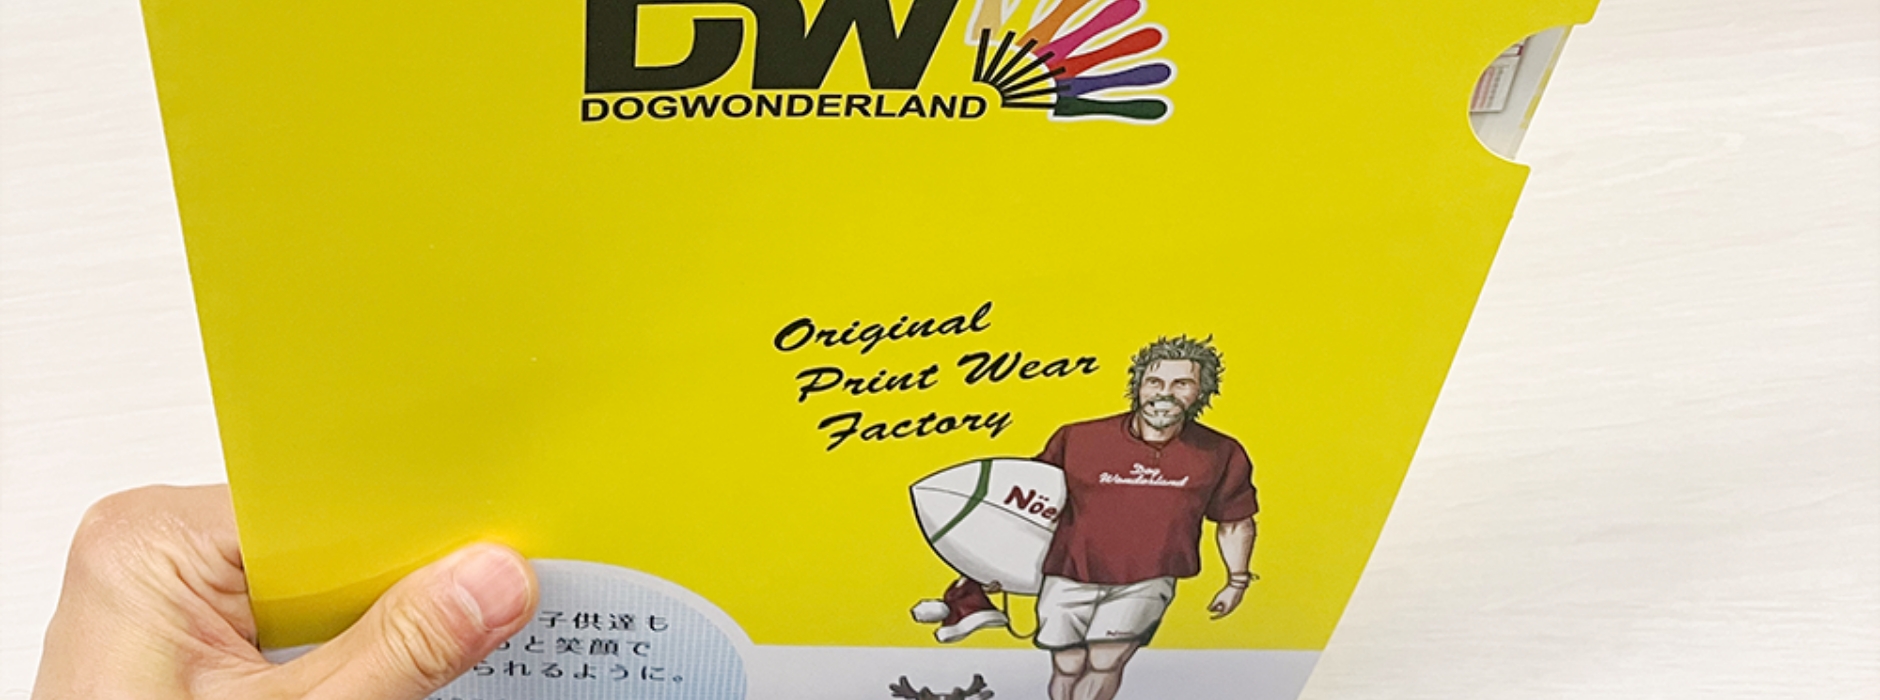 DW
DOGWONDERLAND
Original
Print Wear
Factory
Dog
Wonderland
Nöe
子供達も
と笑顔で
られるように。